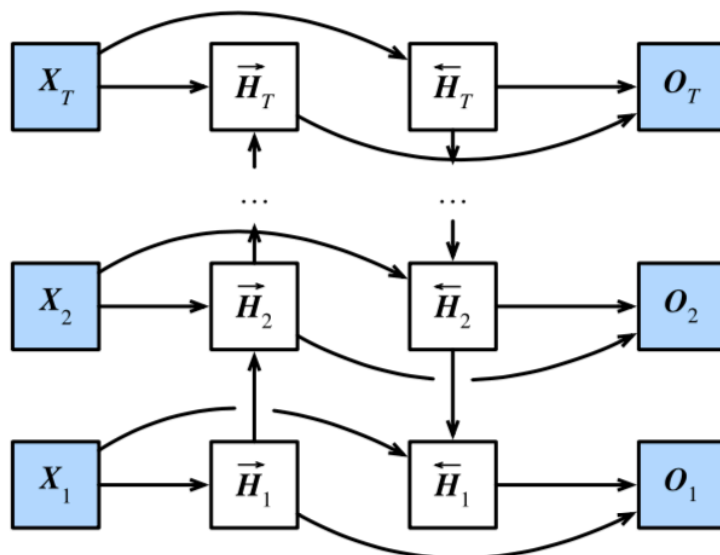 X_T →H_T ←H_T O_T
... ...
X_2 →H_2 ←H_2 O_2
X_1 →H_1 ←H_1 O_1